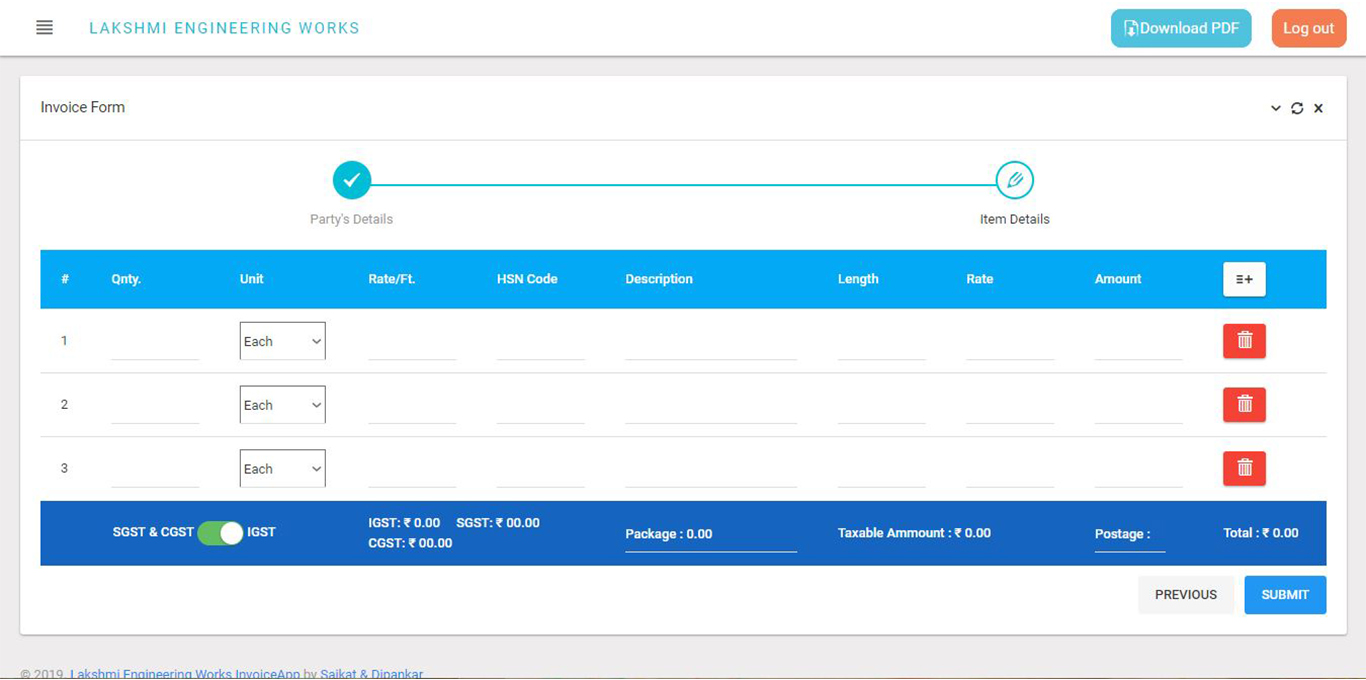 LAKSHMI ENGINEERING WORKS
Download PDF
Log out
Invoice Form
Party's Details
Item Details
# Qnty. Unit Rate/Ft. HSN Code Description Length Rate Amount
1 Each
2 Each
3 Each
SGST & CGST IGST
IGST: ₹ 0.00 SGST: ₹ 00.00
CGST: ₹ 00.00
Package : 0.00
Taxable Ammount : ₹ 0.00
Postage :
Total : ₹ 0.00
PREVIOUS
SUBMIT
© 2019, Lakshmi Engineering Works InvoiceApp by Saikat & Dipankar